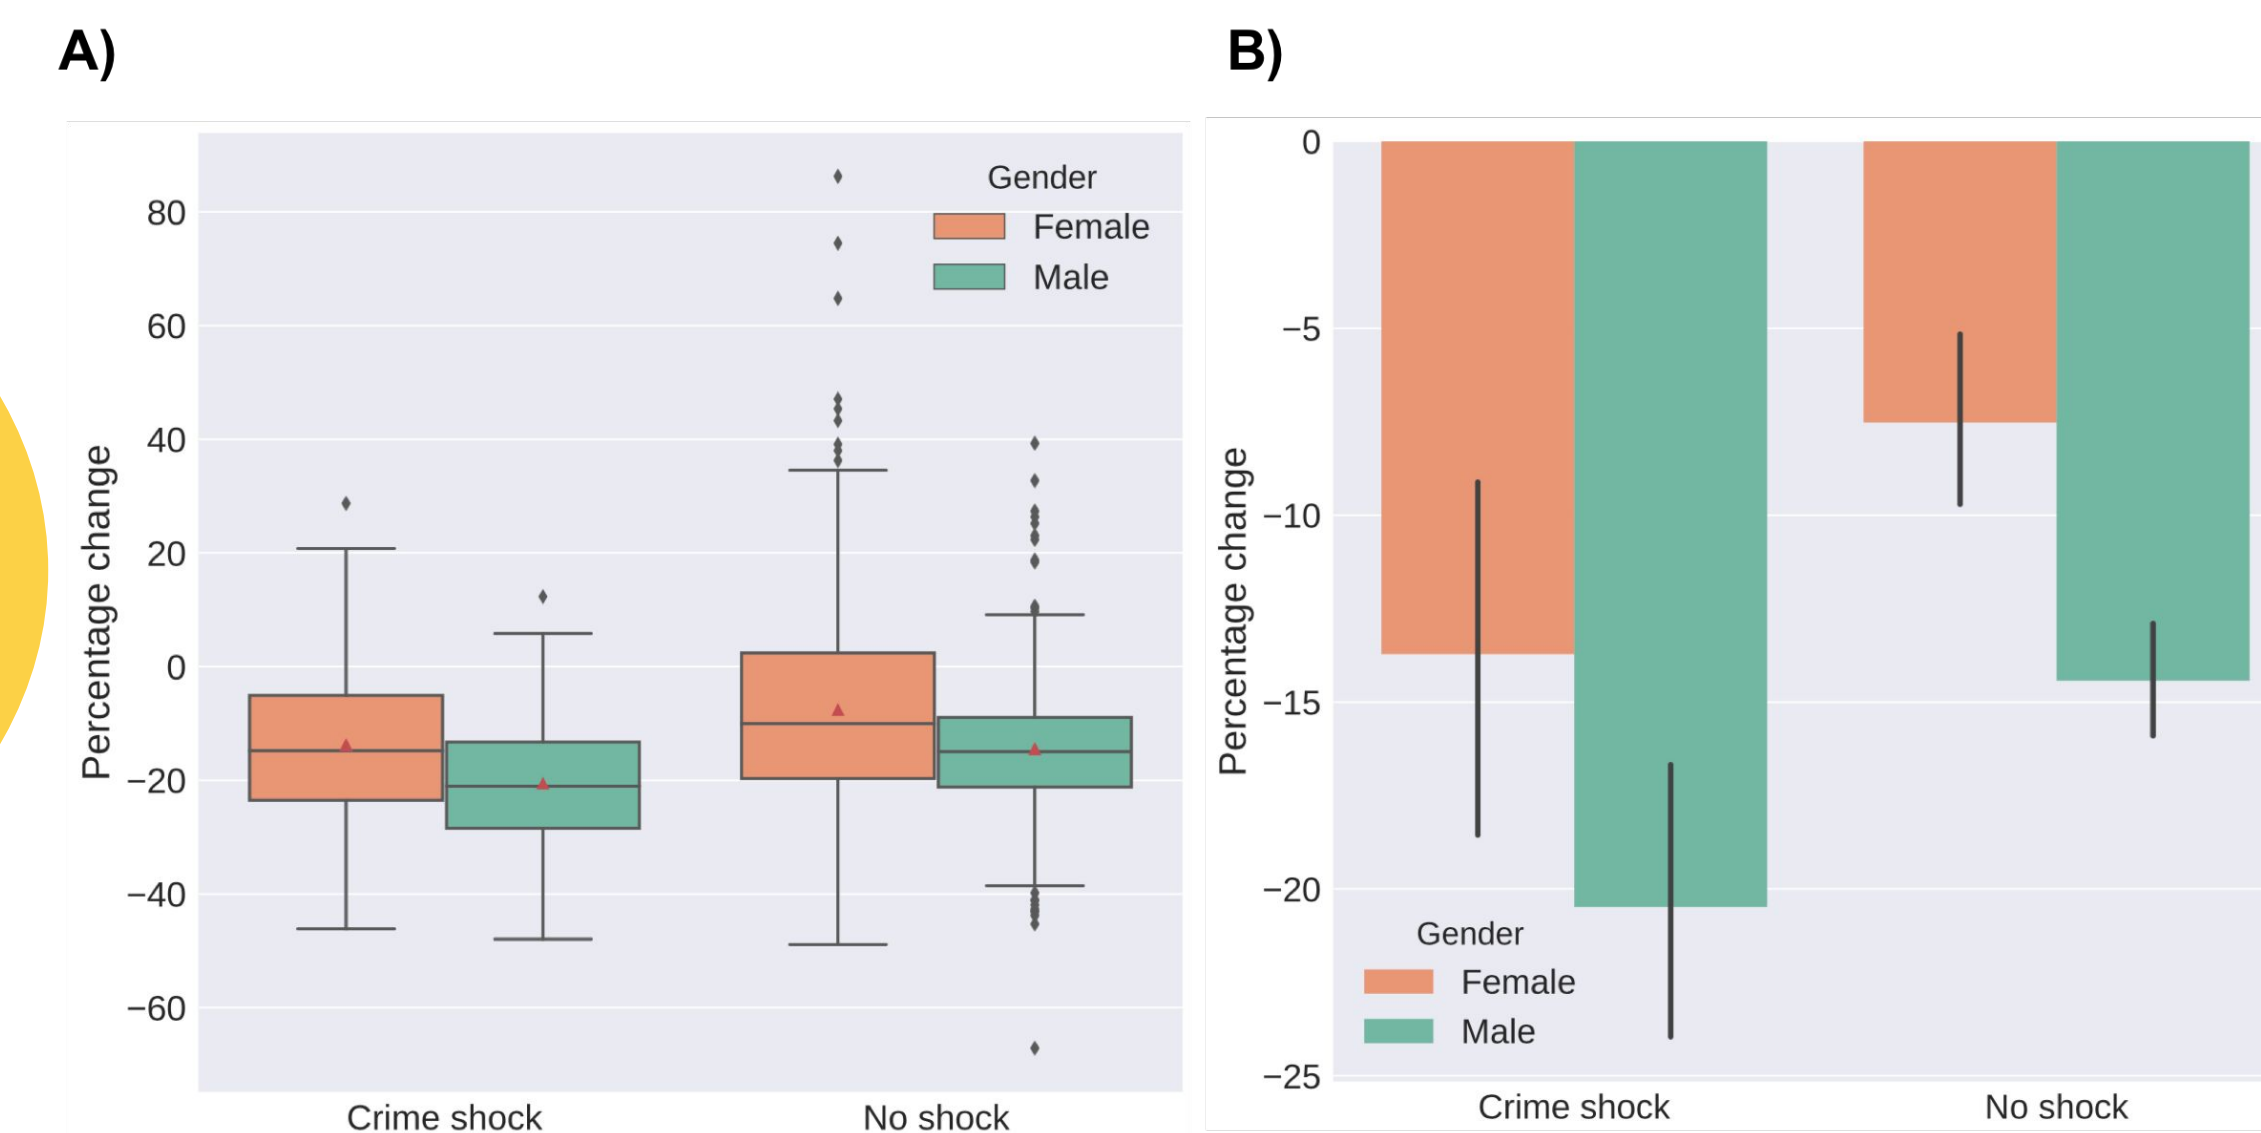 A)
B)
Gender
Female
Male
80
60
40
20
0
−20
−40
−60
Percentage change
Crime shock
No shock
0
−5
−10
−15
−20
−25
Percentage change
Gender
Female
Male
Crime shock
No shock